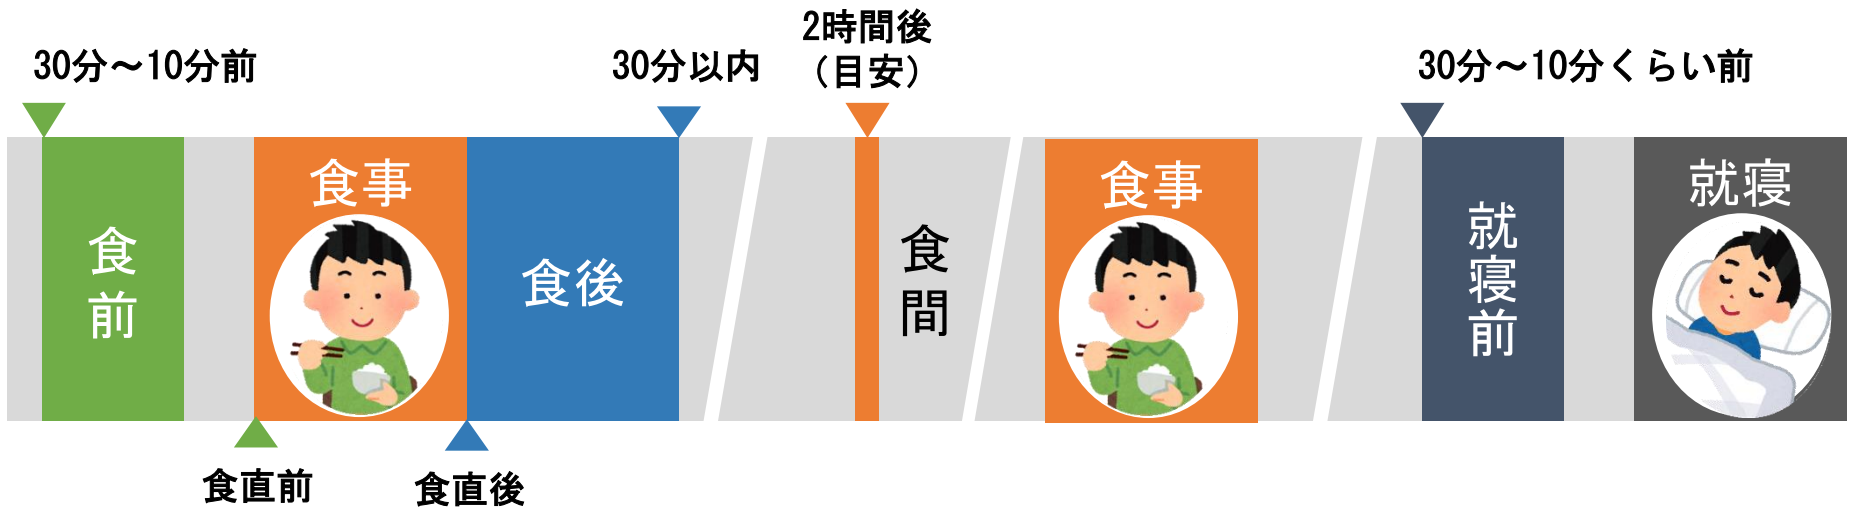 30分～10分前
30分以内
2時間後
（目安）
30分～10分くらい前
食前
食事
食後
食間
食事
就寝前
就寝
食直前
食直後